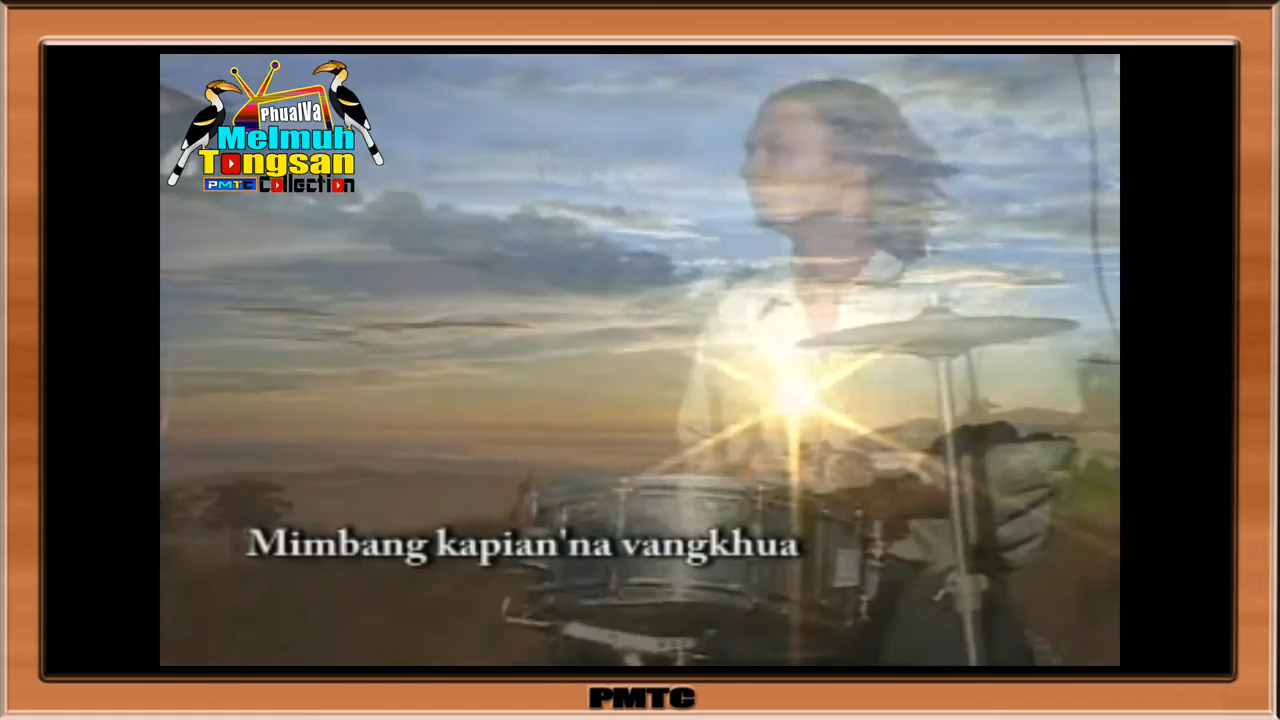 PhualVa
Melmuh
Tongsan
PMTC Collection
Mimbang kapian'na vangkhua
PMTC